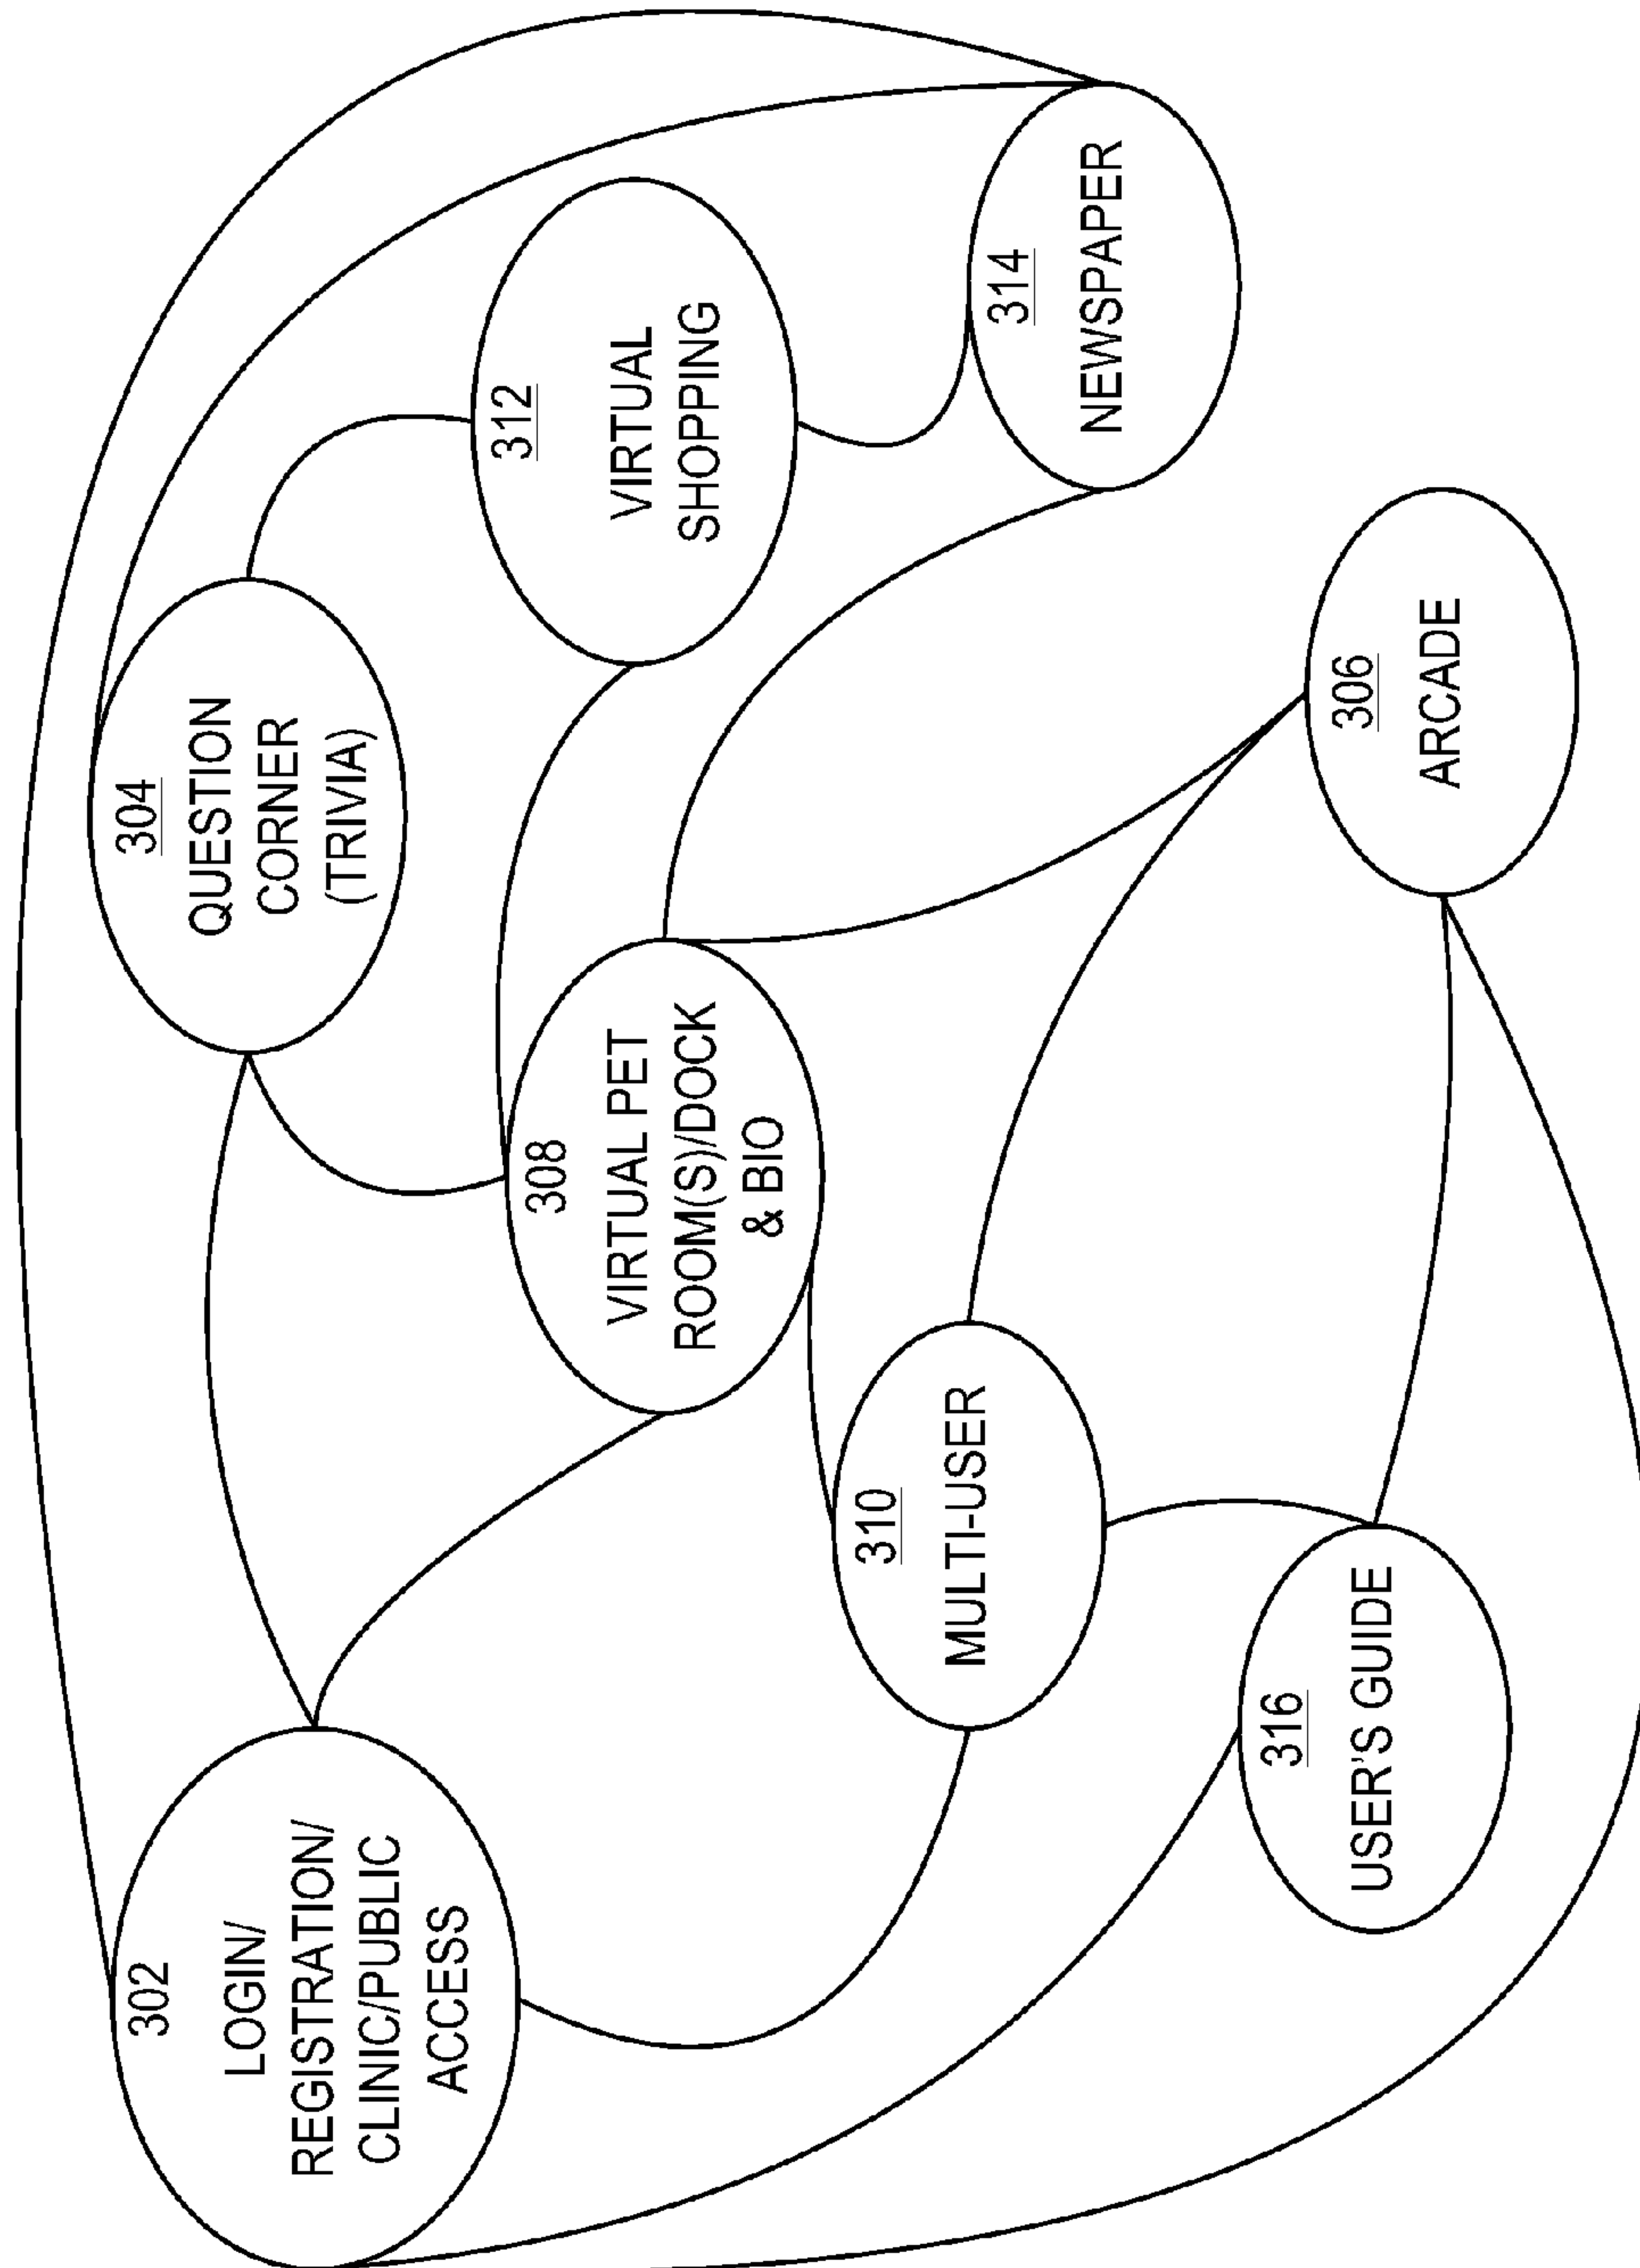 302
LOGIN/
REGISTRATION/
CLINIC/PUBLIC
ACCESS
304
QUESTION
CORNER
(TRIVIA)
308
VIRTUAL PET
ROOM(S)/DOCK
& BIO
312
VIRTUAL
SHOPPING
310
MULTI-USER
314
NEWSPAPER
316
USER'S GUIDE
306
ARCADE